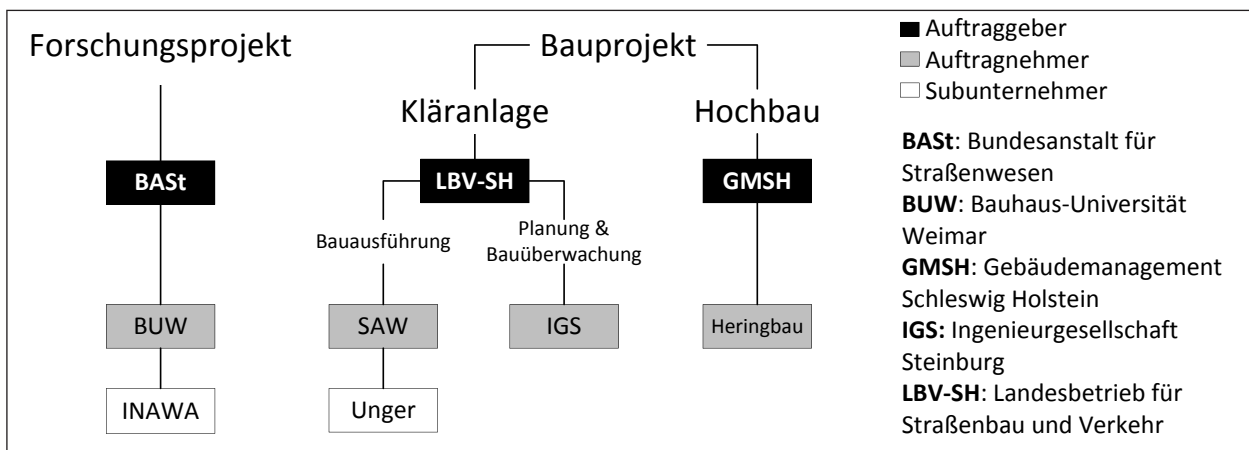 Forschungsprojekt
Bauprojekt
Kläranlage
Hochbau
BASt
LBV-SH
GMSH
Bauausführung
Planung &
Bauüberwachung
BUW
SAW
IGS
Heringbau
INAWA
Unger
Auftraggeber
Auftragnehmer
Subunternehmer
BASt: Bundesanstalt für
Straßenwesen
BUW: Bauhaus-Universität
Weimar
GMSH: Gebäudemanagement
Schleswig Holstein
IGS: Ingenieurgesellschaft
Steinburg
LBV-SH: Landesbetrieb für
Straßenbau und Verkehr